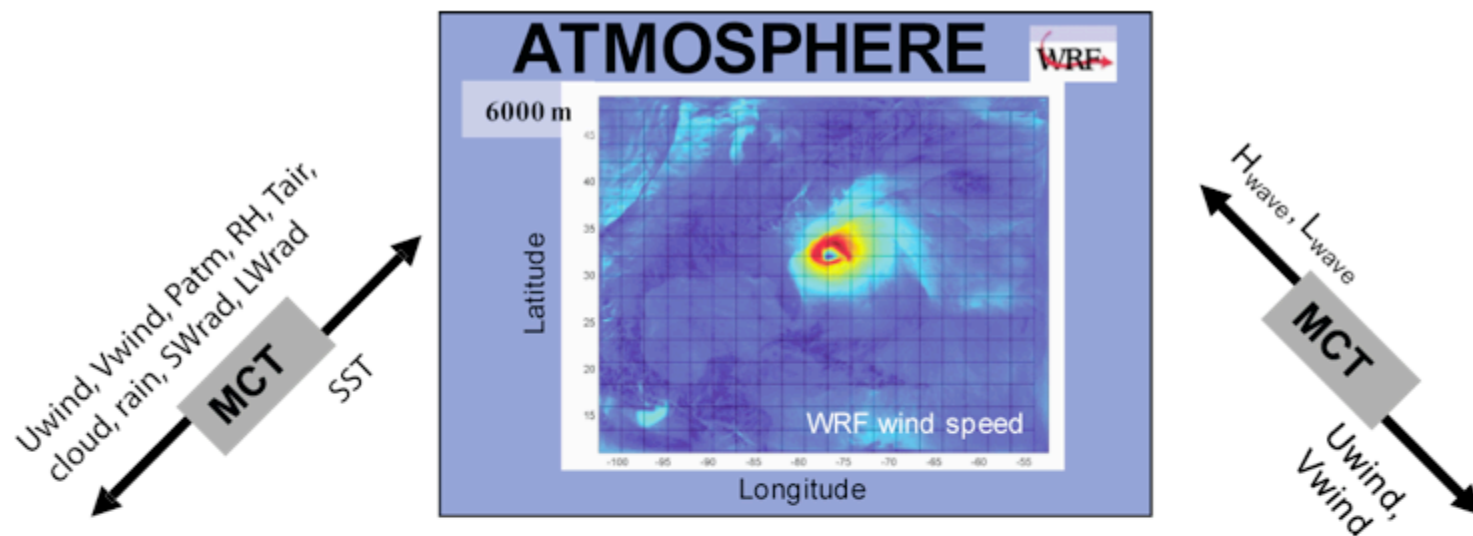 ATMOSPHERE
WRF
6000 m
45
40
35
30
25
20
15
Latitude
-100 -95 -90 -85 -80 -75 -70 -65 -60 -55
Longitude
WRF wind speed
Uwind, Vwind, Patm, RH, Tair,
cloud, rain, SWrad, LWrad
MCT
SST
Hwave, Lwave
MCT
Uwind,
Vwind